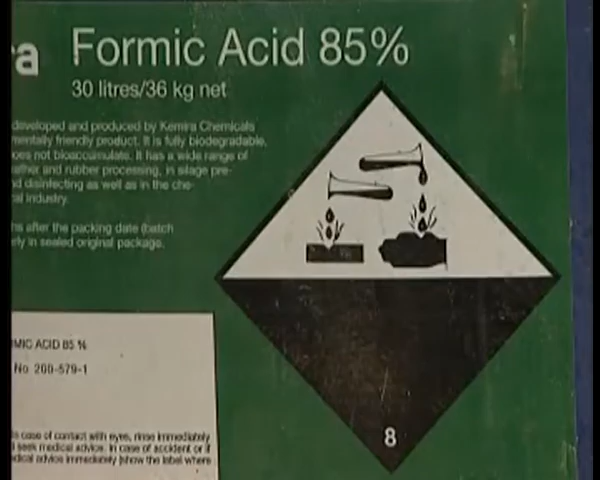 ra Formic Acid 85%
30 litres/36 kg net
developed and produced by Kemira Chemicals
mentally friendly product. It is fully biodegradable,
oes not bioaccumulate. It has a wide range of
ather and rubber processing, in silage pre-
d disinfecting as well as in the che-
al industry.
hs after the packing date (batch
rly in sealed original package.
MIC ACID 85 %
No 200-579-1
in case of contact with eyes, rinse immediately
seek medical advice. In case of accident or if
edical advice immediately (show the label where
8